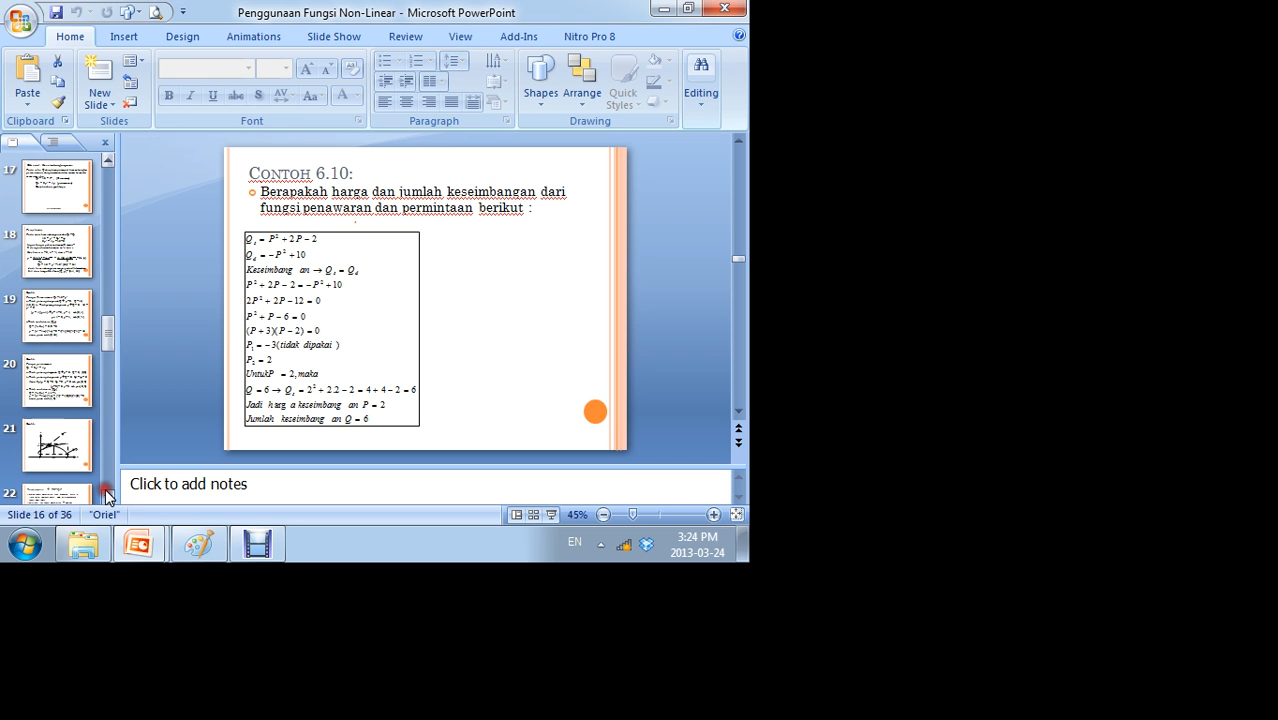 Penggunaan Fungsi Non-Linear - Microsoft PowerPoint
Home Insert Design Animations Slide Show Review View Add-Ins Nitro Pro 8
Paste
New
Slide
Shapes Arrange Quick
Styles
Editing
Clipboard Slides Font Paragraph Drawing
17
18
19
20
21
22
CONTOH 6.10:
Berapakah harga dan jumlah keseimbangan dari
fungsi penawaran dan permintaan berikut :
Qs = P² + 2P − 2
Qd = −P² + 10
Keseimbang an → Qs = Qd
P² + 2P − 2 = −P² + 10
2P² + 2P − 12 = 0
P² + P − 6 = 0
(P + 3)(P − 2) = 0
P₁ = −3(tidak dipakai )
P₂ = 2
UntukP = 2, maka
Q = 6 → Qs = 2² + 2.2 − 2 = 4 + 4 − 2 = 6
Jadi harg a keseimbang an P = 2
Jumlah keseimbang an Q = 6
Click to add notes
Slide 16 of 36 "Oriel" 45%
EN
3:24 PM
2013-03-24